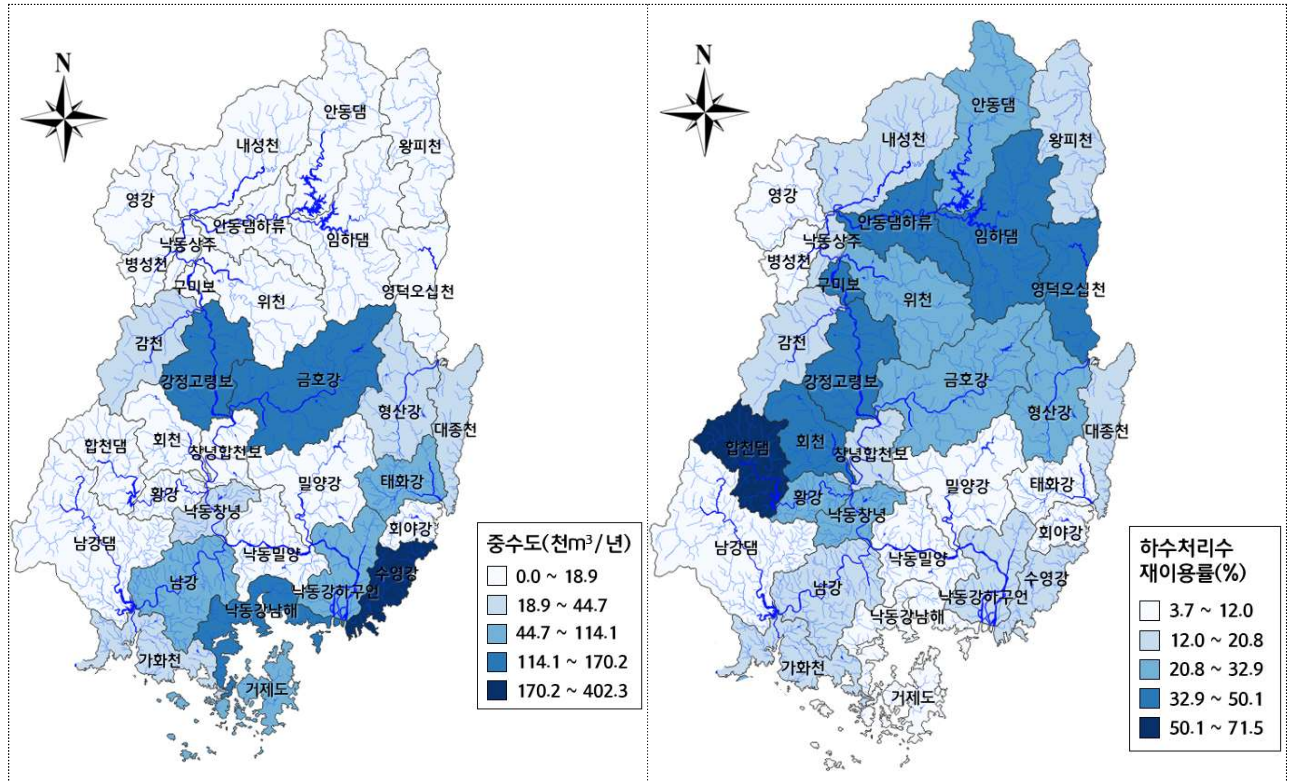 N
안동댐
왕피천
내성천
영강
안동댐하류
임하댐
낙동상주
병성천
구미보
위천
영덕오십천
감천
강정고령보
금호강
형산강
대종천
합천댐
회천
창녕합천보
황강
밀양강
태화강
낙동창녕
회야강
남강댐
낙동밀양
수영강
남강
낙동강하구언
낙동강남해
가화천
거제도
중수도(천m³/년)
0.0 ~ 18.9
18.9 ~ 44.7
44.7 ~ 114.1
114.1 ~ 170.2
170.2 ~ 402.3
N
안동댐
왕피천
내성천
영강
안동댐하류
임하댐
낙동상주
병성천
구미보
위천
영덕오십천
감천
강정고령보
금호강
형산강
대종천
합천댐
회천
창녕합천보
황강
밀양강
태화강
낙동창녕
회야강
남강댐
낙동밀양
수영강
남강
낙동강하구언
낙동강남해
가화천
거제도
하수처리수
재이용률(%)
3.7 ~ 12.0
12.0 ~ 20.8
20.8 ~ 32.9
32.9 ~ 50.1
50.1 ~ 71.5